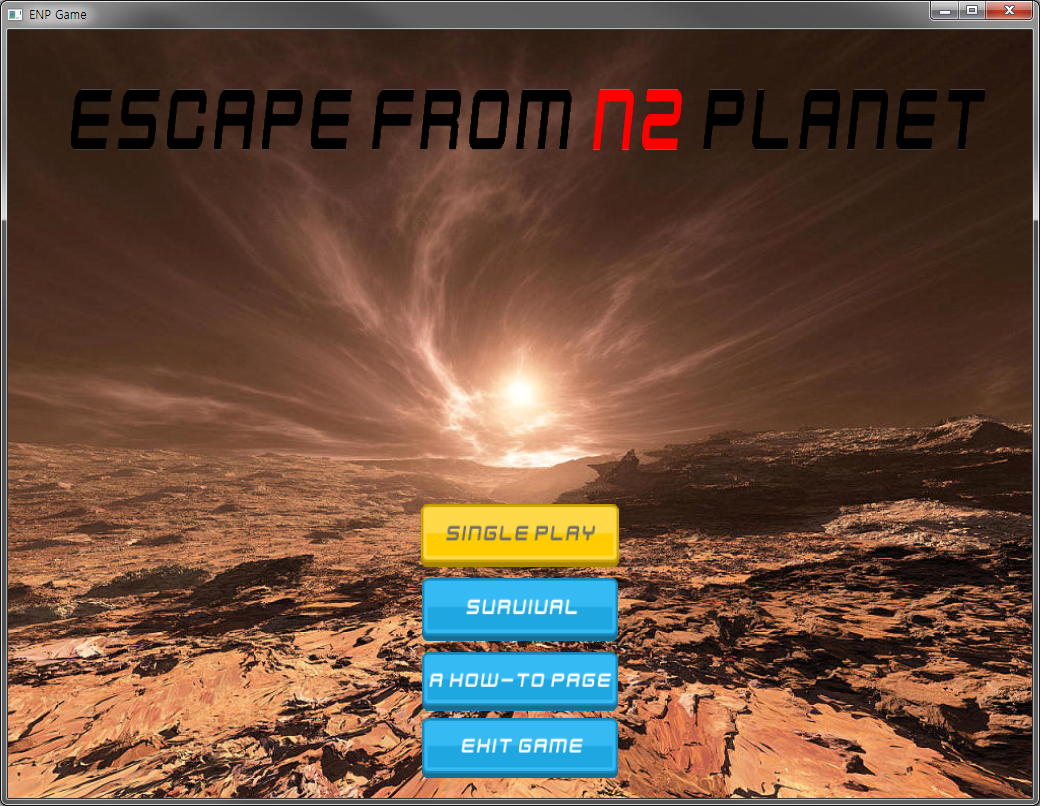 ENP Game
ESCAPE FROM N2 PLANET
SINGLE PLAY
SURVIVAL
A HOW-TO PAGE
EXIT GAME